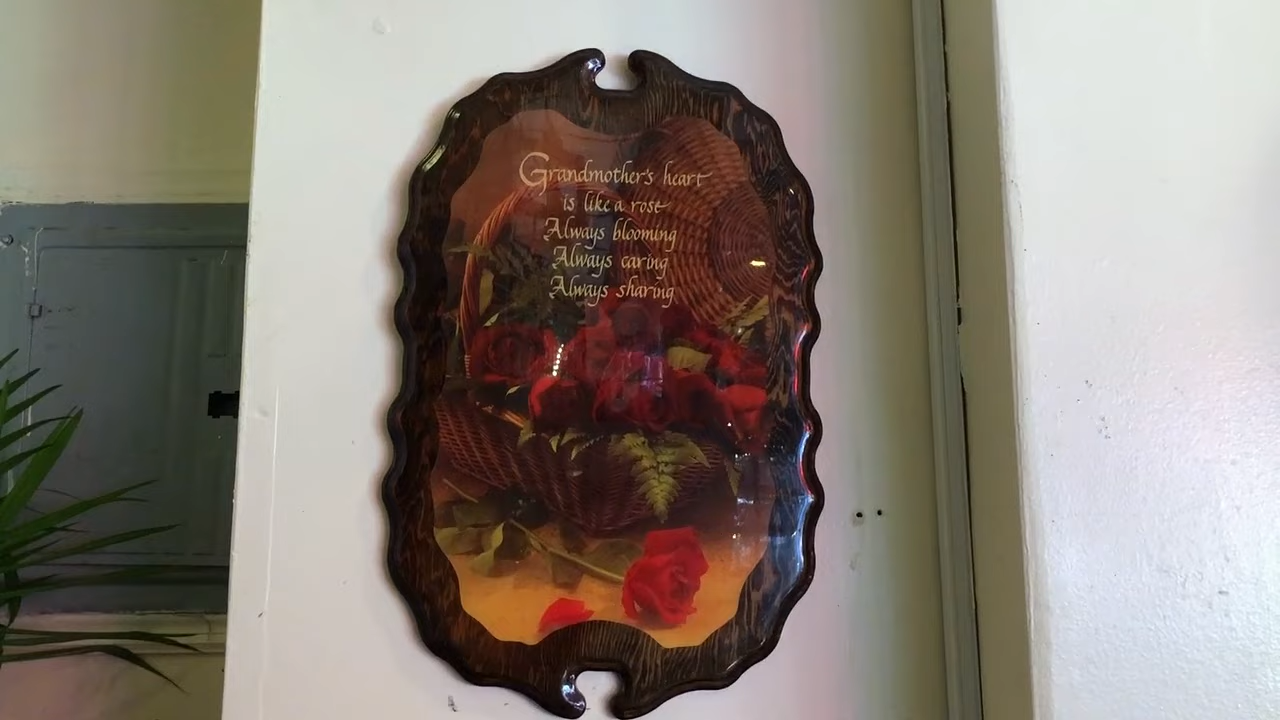 Grandmother's heart
is like a rose
Always blooming
Always caring
Always sharing